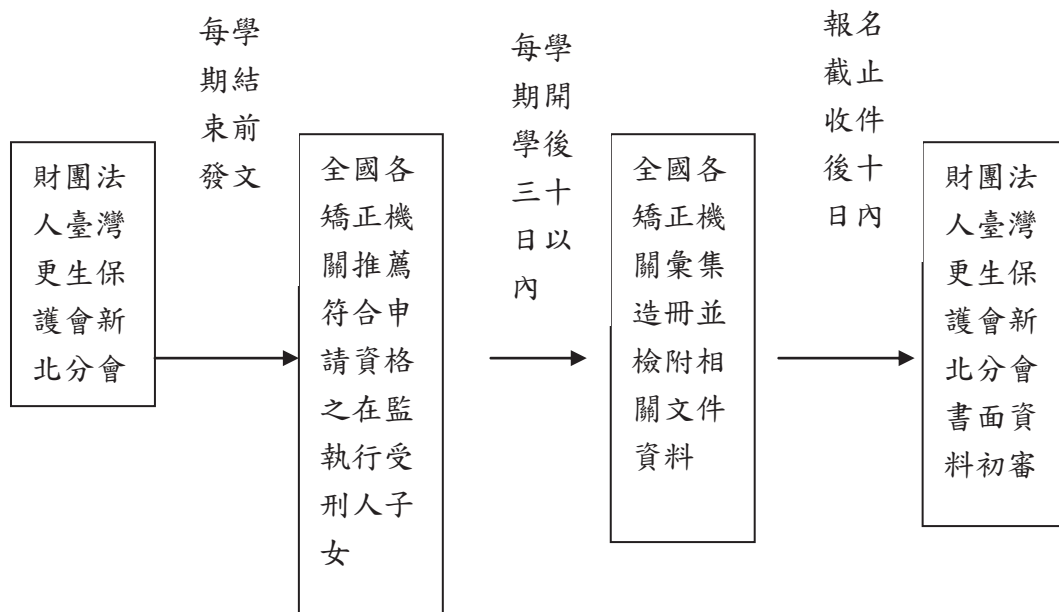 財團法
人臺灣
更生保
護會新
北分會
每學
期結
束前
發文
全國各
矯正機
關推薦
符合申
請資格
之在監
執行受
刑人子
女
每學
期開
學後
三十
日以
內
全國各
矯正機
關彙集
造冊並
檢附相
關文件
資料
報名
截止
收件
後十
日內
財團法
人臺灣
更生保
護會新
北分會
書面資
料初審